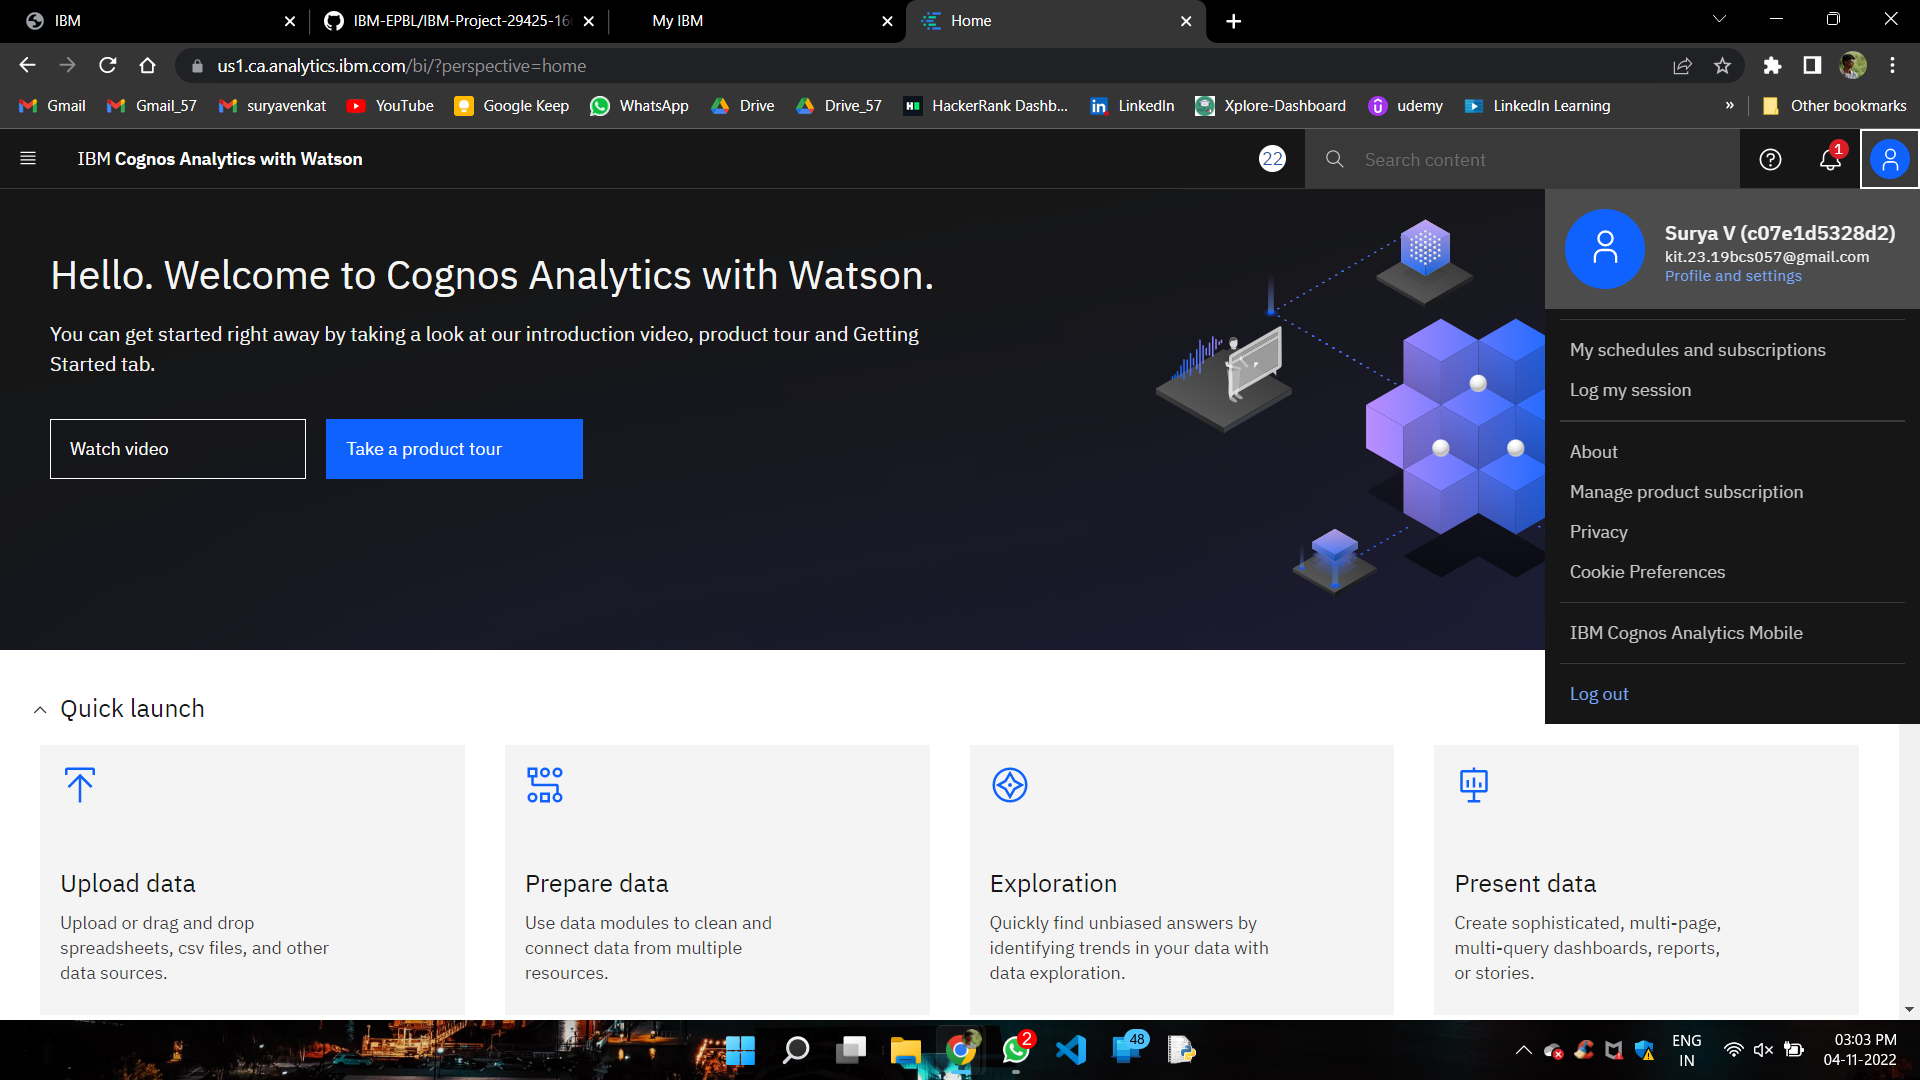 IBM
IBM-EPBL/IBM-Project-29425-16
My IBM
Home
us1.ca.analytics.ibm.com/bi/?perspective=home
Gmail
Gmail_57
suryavenkat
YouTube
Google Keep
WhatsApp
Drive
Drive_57
HackerRank Dashb...
LinkedIn
Xplore-Dashboard
udemy
LinkedIn Learning
»
Other bookmarks
IBM Cognos Analytics with Watson
22
Search content
1
Surya V (c07e1d5328d2)
kit.23.19bcs057@gmail.com
Profile and settings
My schedules and subscriptions
Log my session
About
Manage product subscription
Privacy
Cookie Preferences
IBM Cognos Analytics Mobile
Log out
Hello. Welcome to Cognos Analytics with Watson.
You can get started right away by taking a look at our introduction video, product tour and Getting
Started tab.
Watch video
Take a product tour
Quick launch
Upload data
Upload or drag and drop
spreadsheets, csv files, and other
data sources.
Prepare data
Use data modules to clean and
connect data from multiple
resources.
Exploration
Quickly find unbiased answers by
identifying trends in your data with
data exploration.
Present data
Create sophisticated, multi-page,
multi-query dashboards, reports,
or stories.
2
48
ENG
IN
03:03 PM
04-11-2022